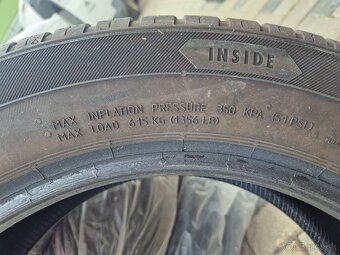 INSIDE
MAX INFLATION PRESSURE 350 KPA (51 PSI)
MAX LOAD 615 KG (1356 LB)